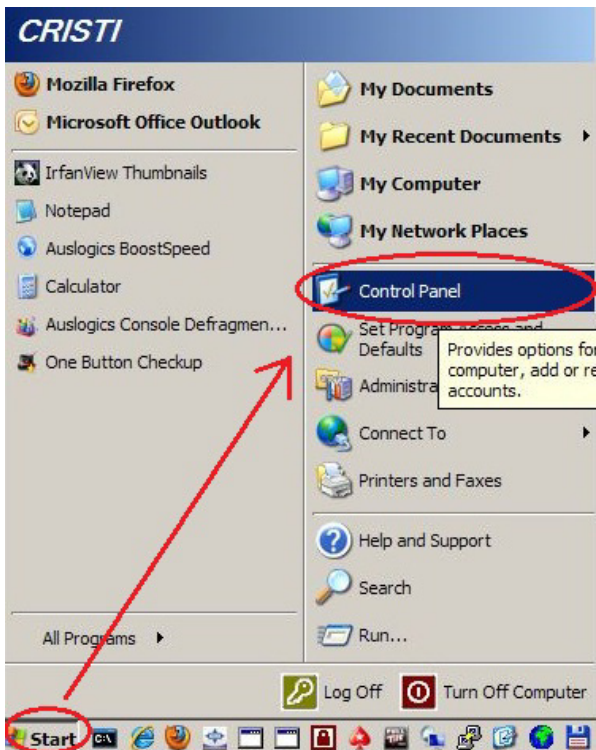 CRISTI
Mozilla Firefox
Microsoft Office Outlook
IrfanView Thumbnails
Notepad
Auslogics BoostSpeed
Calculator
Auslogics Console Defragmen...
One Button Checkup
All Programs
My Documents
My Recent Documents
My Computer
My Network Places
Control Panel
Set Program Access and
Defaults
Provides options for
computer, add or re
accounts.
Administra
Connect To
Printers and Faxes
Help and Support
Search
Run...
Log Off
Turn Off Computer
Start